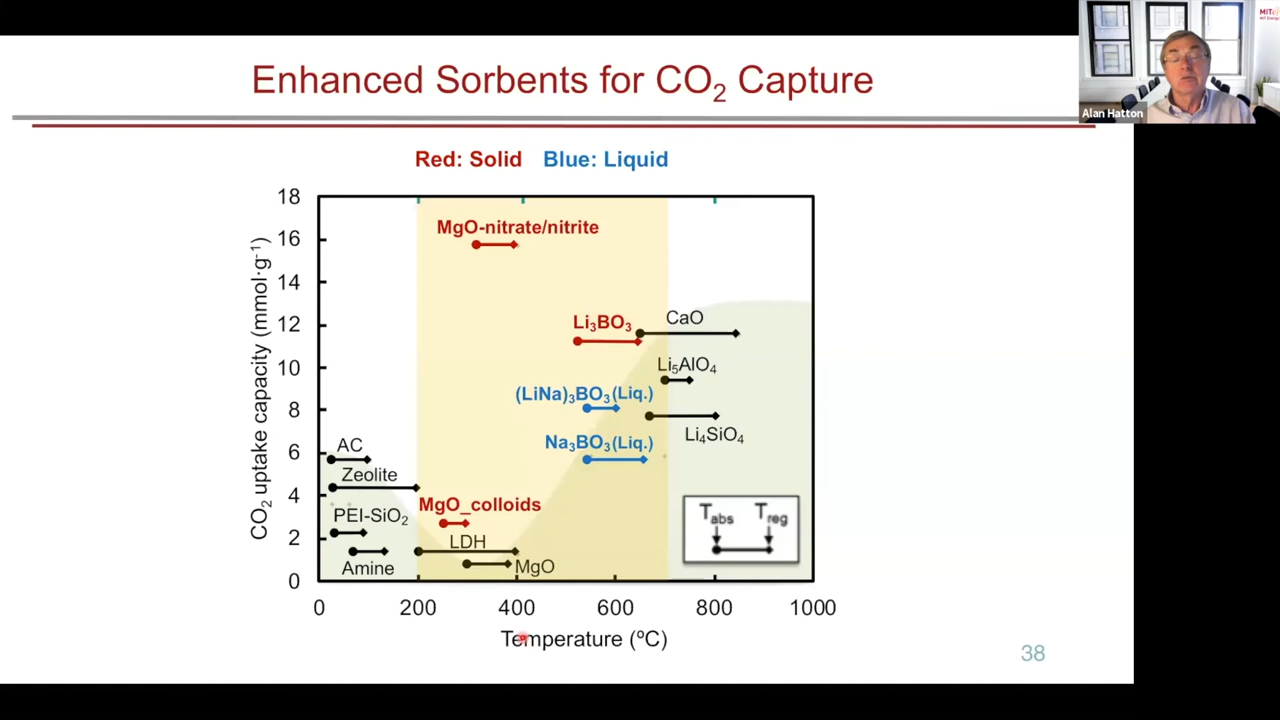 Enhanced Sorbents for CO₂ Capture
MIT
MIT Energy
Alan Hatton
Red: Solid Blue: Liquid
CO₂ uptake capacity (mmol·g⁻¹)
18
16
14
12
10
8
6
4
2
0
MgO-nitrate/nitrite
Li₃BO₃
CaO
Li₅AlO₄
(LiNa)₃BO₃(Liq.)
Li₄SiO₄
Na₃BO₃(Liq.)
AC
Zeolite
MgO_colloids
PEI-SiO₂
LDH
Amine
MgO
Tabs Treg
0 200 400 600 800 1000
Temperature (ºC)
38